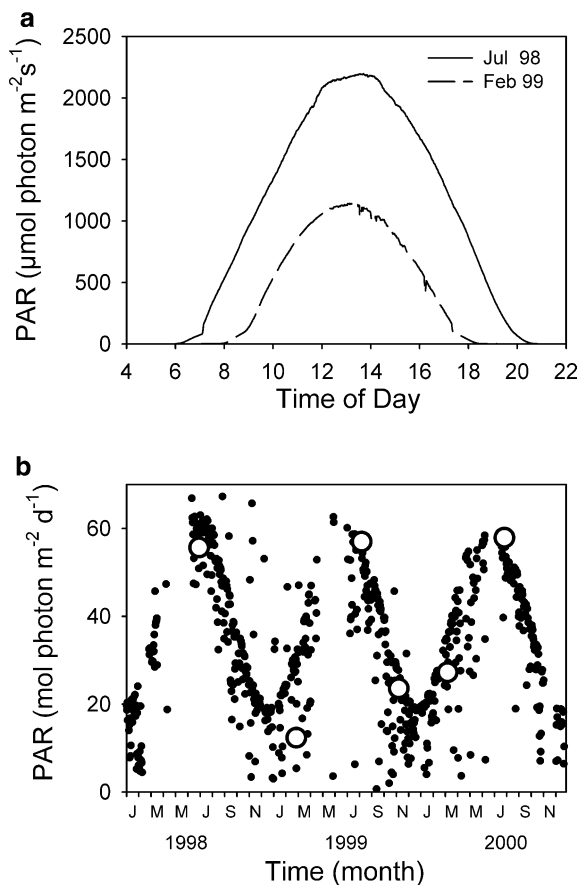 a
2500
2000
1500
1000
500
0
PAR (µmol photon m⁻²s⁻¹)
Jul 98
Feb 99
4 6 8 10 12 14 16 18 20 22
Time of Day
b
60
40
20
0
PAR (mol photon m⁻² d⁻¹)
J M M J S N J M M J S N J M M J S N
1998 1999 2000
Time (month)